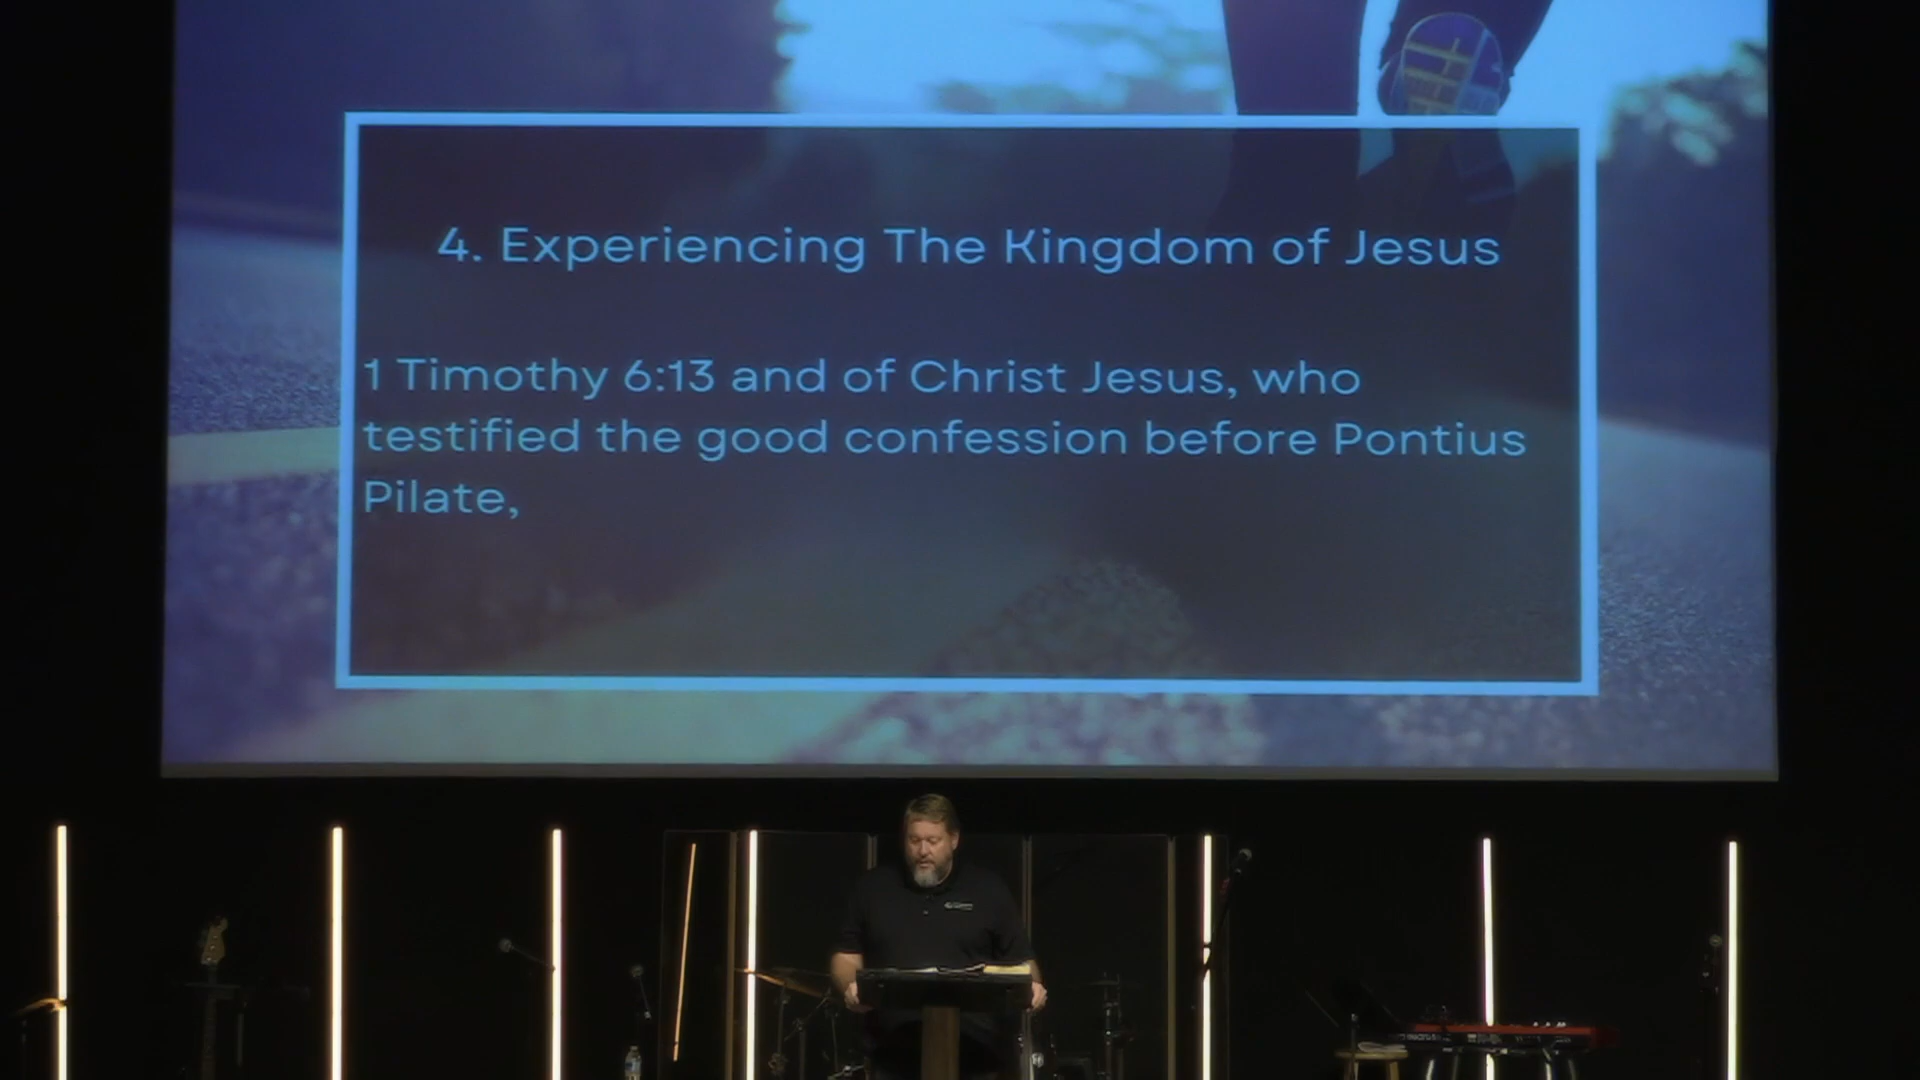 4. Experiencing The Kingdom of Jesus
1 Timothy 6:13 and of Christ Jesus, who
testified the good confession before Pontius
Pilate,